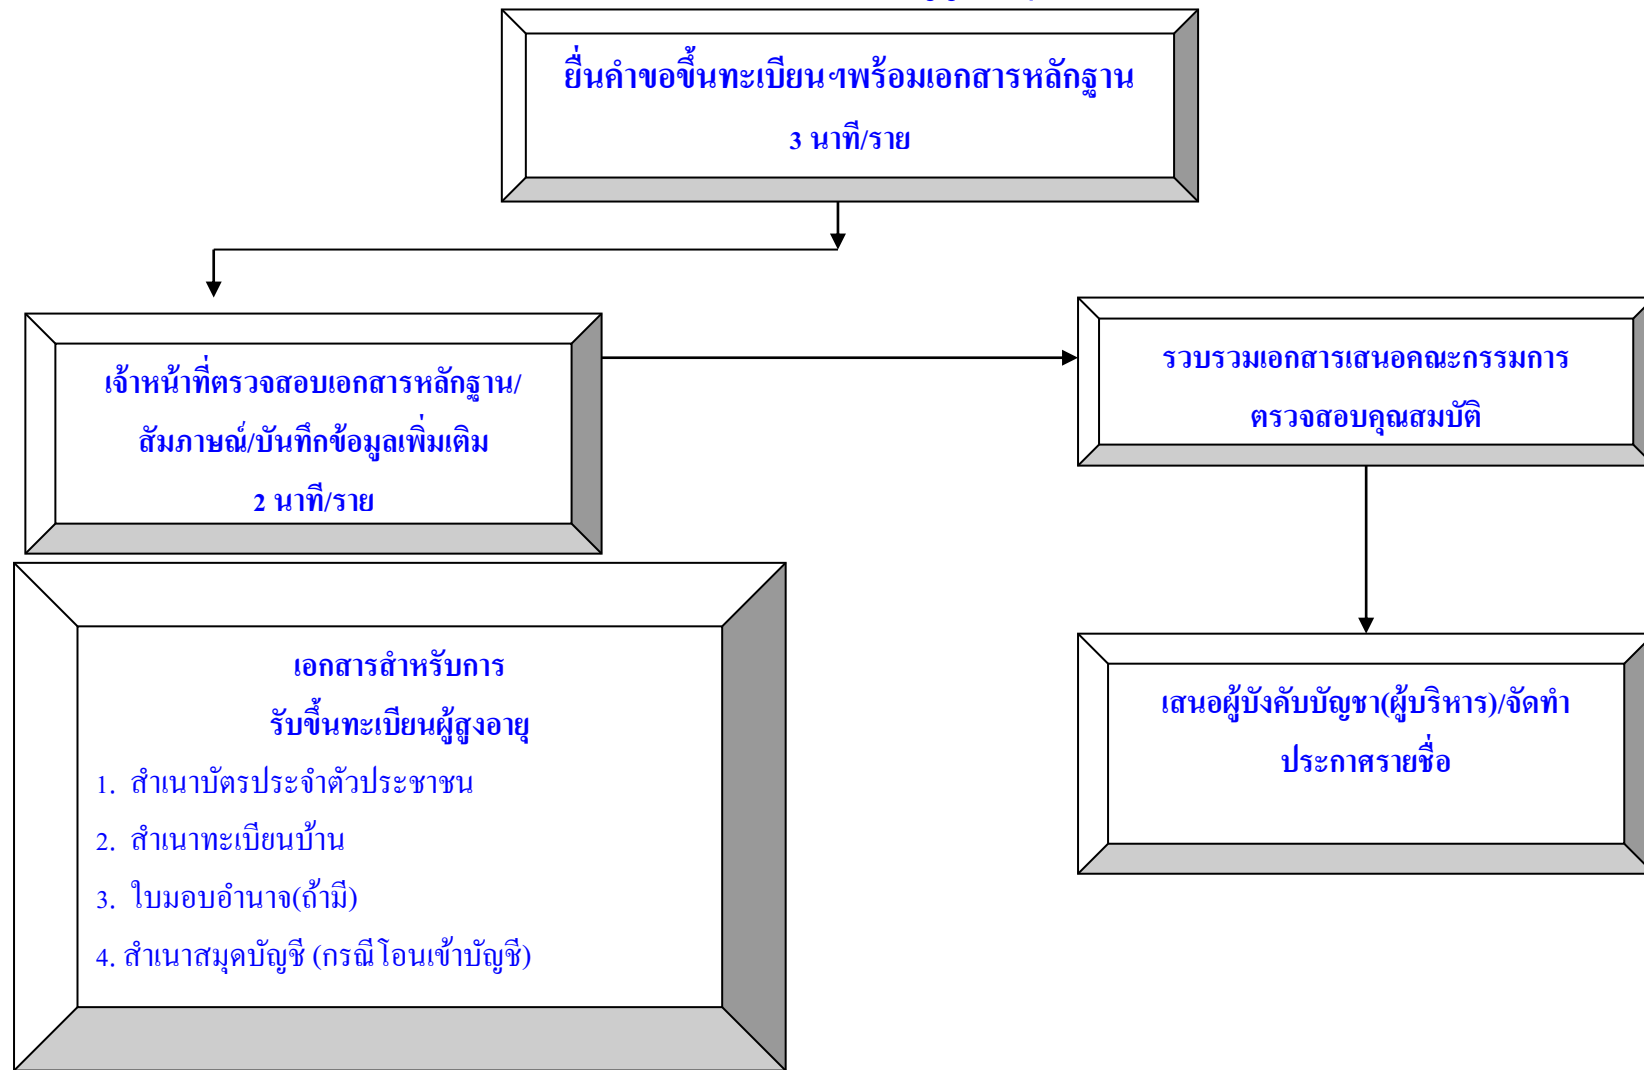 ยื่นคำขอขึ้นทะเบียนฯพร้อมเอกสารหลักฐาน
3 นาที/ราย
เจ้าหน้าที่ตรวจสอบเอกสารหลักฐาน/
สัมภาษณ์/บันทึกข้อมูลเพิ่มเติม
2 นาที/ราย
รวบรวมเอกสารเสนอคณะกรรมการ
ตรวจสอบคุณสมบัติ
เอกสารสำหรับการ
รับขึ้นทะเบียนผู้สูงอายุ
1. สำเนาบัตรประจำตัวประชาชน
2. สำเนาทะเบียนบ้าน
3. ใบมอบอำนาจ(ถ้ามี)
4. สำเนาสมุดบัญชี (กรณีโอนเข้าบัญชี)
เสนอผู้บังคับบัญชา(ผู้บริหาร)/จัดทำ
ประกาศรายชื่อ